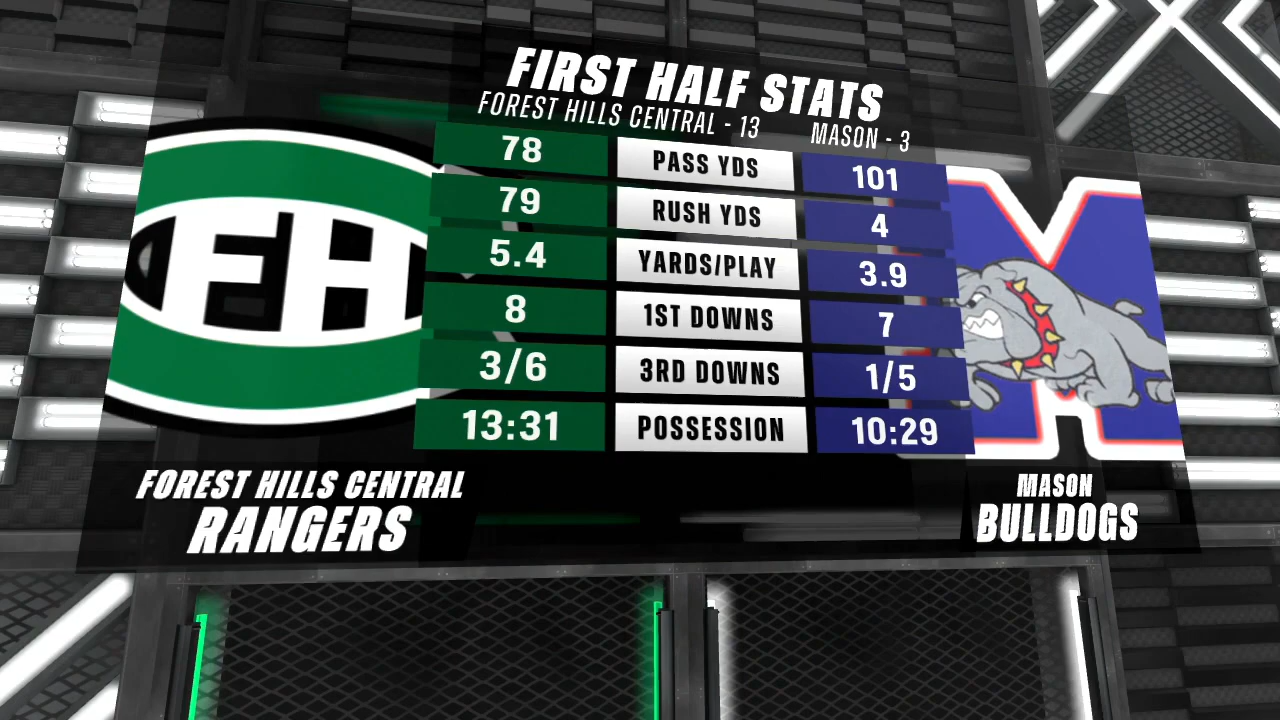 FIRST HALF STATS
FOREST HILLS CENTRAL - 13 MASON - 3
78 PASS YDS 101
79 RUSH YDS 4
5.4 YARDS/PLAY 3.9
8 1ST DOWNS 7
3/6 3RD DOWNS 1/5
13:31 POSSESSION 10:29
FH
M
FOREST HILLS CENTRAL
RANGERS
MASON
BULLDOGS